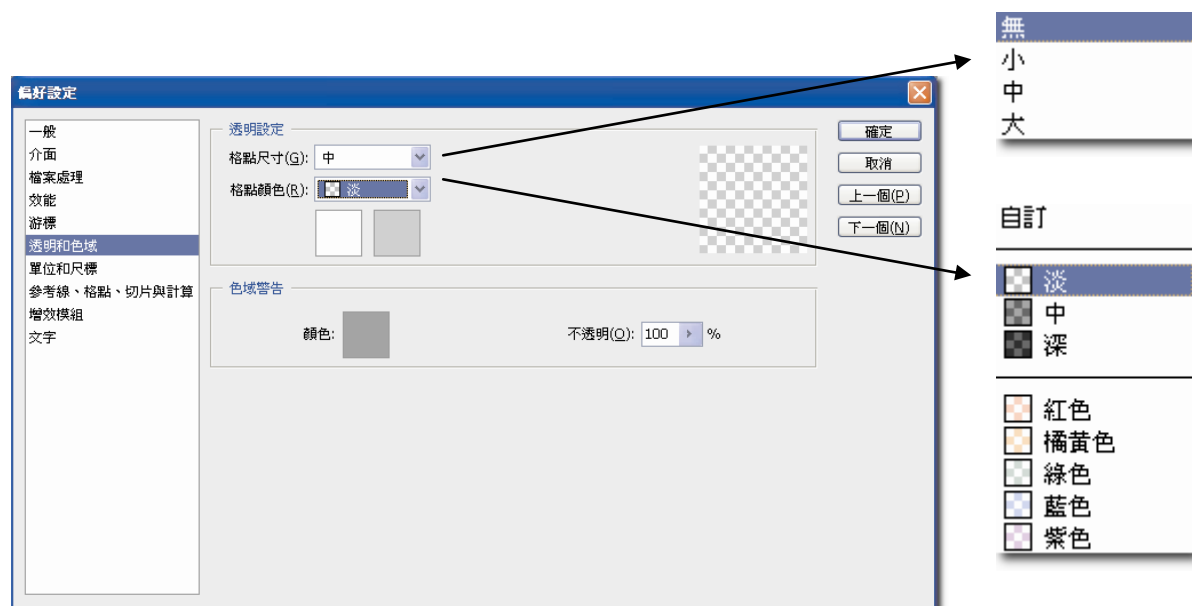 偏好設定
一般
介面
檔案處理
效能
游標
透明和色域
單位和尺標
參考線、格點、切片與計算
增效模組
文字
透明設定
格點尺寸(G): 中
格點顏色(R): 淡
色域警告
顏色:
不透明(O): 100 %
確定
取消
上一個(P)
下一個(N)
無
小
中
大
自訂
淡
中
深
紅色
橘黃色
綠色
藍色
紫色